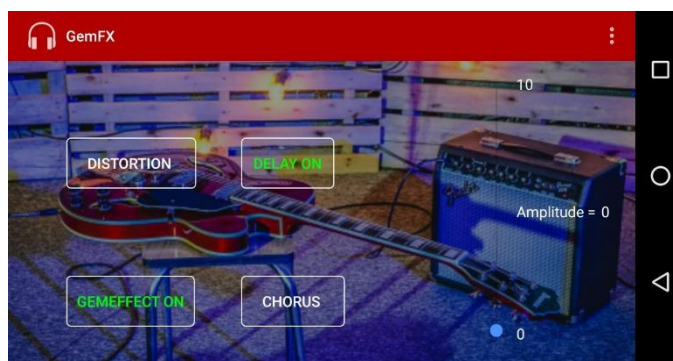 GemFX
10
DISTORTION
DELAY ON
Amplitude = 0
GEMEFFECT ON
CHORUS
0